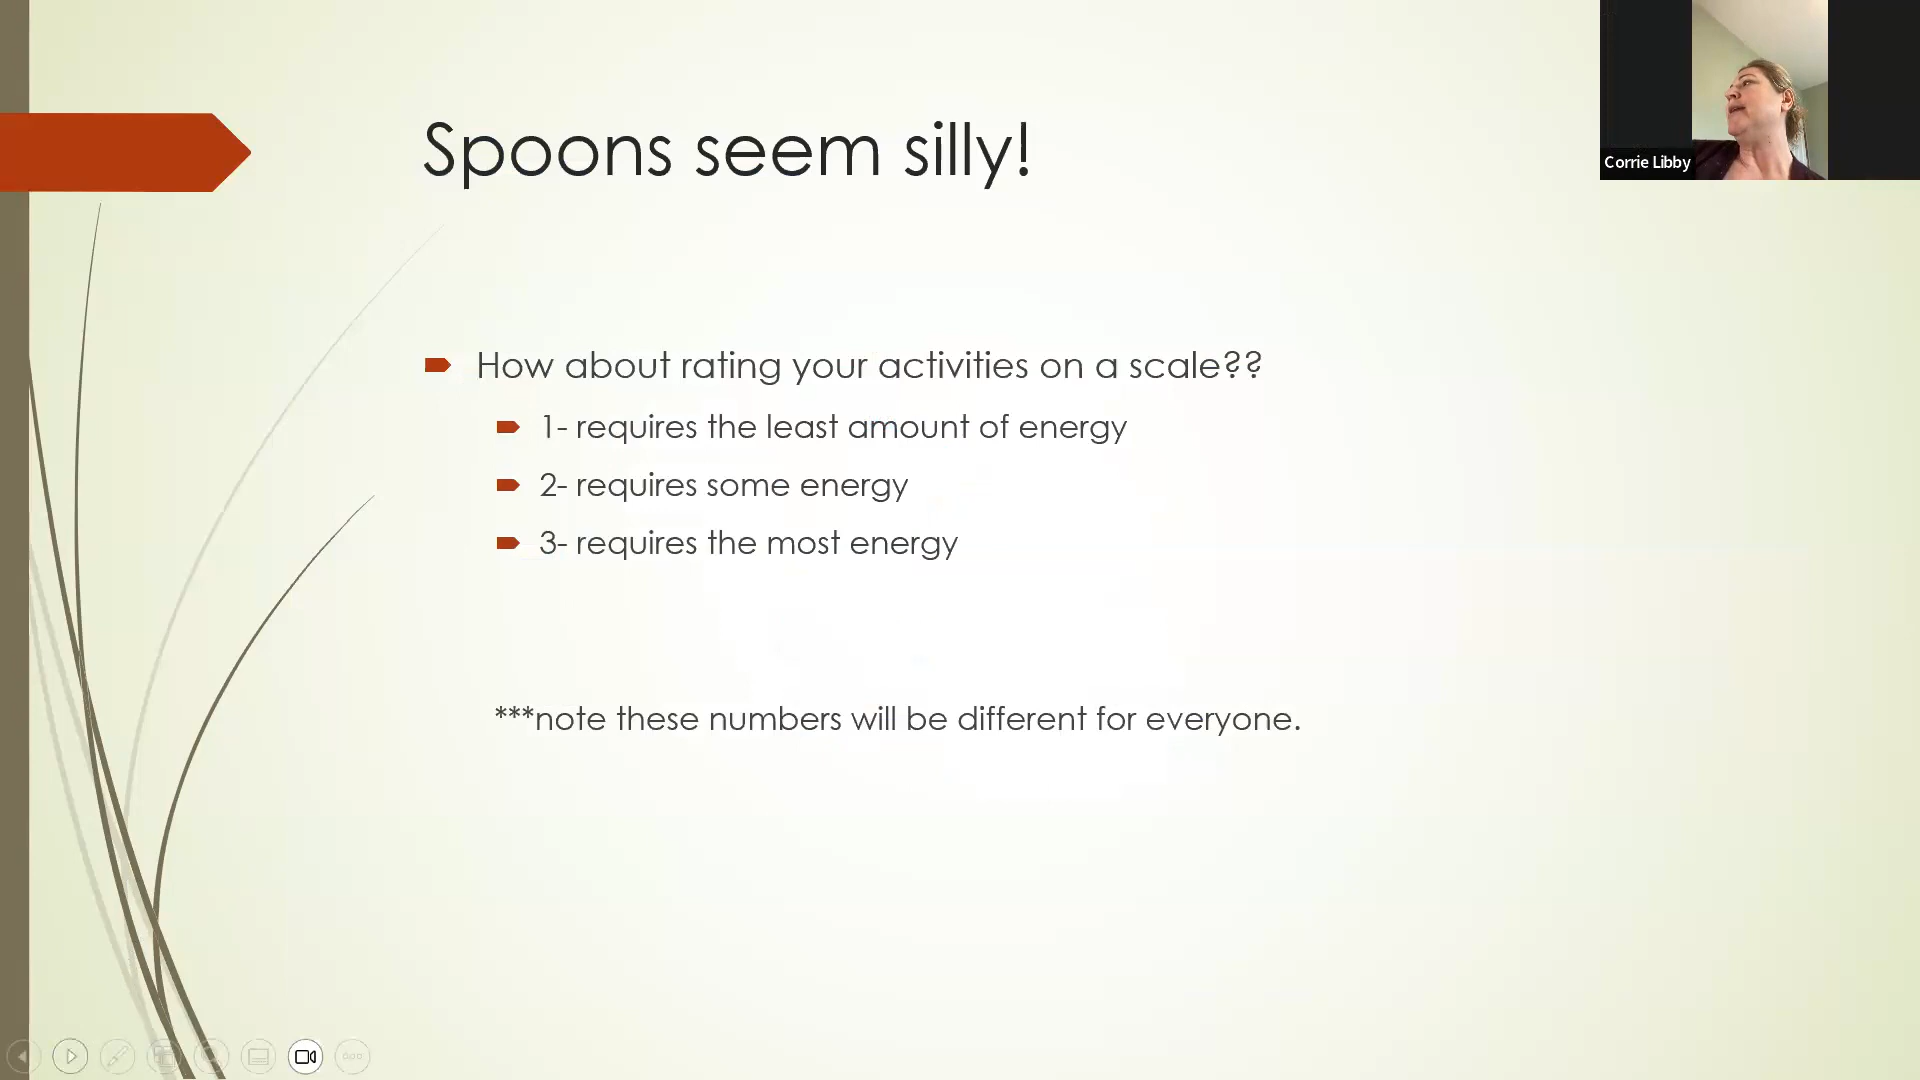 Spoons seem silly!
Corrie Libby
How about rating your activities on a scale??
1- requires the least amount of energy
2- requires some energy
3- requires the most energy
***note these numbers will be different for everyone.